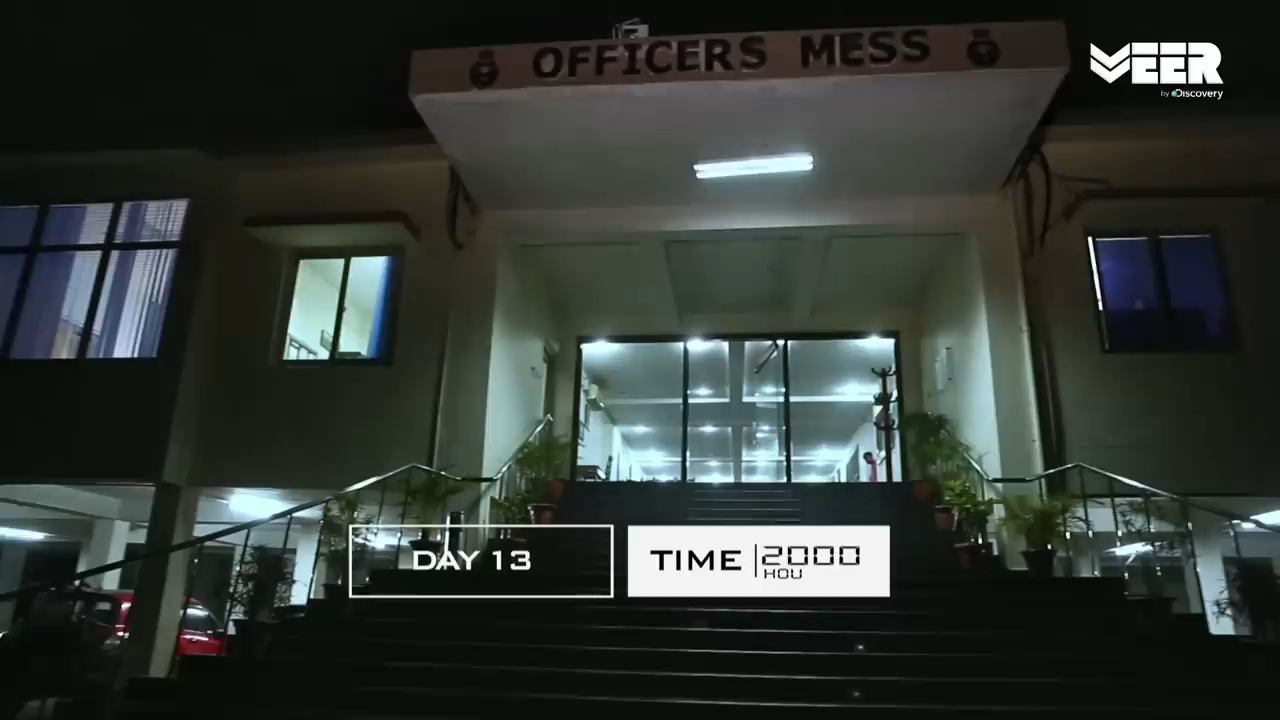 OFFICERS MESS
VEER
by Discovery
DAY 13
TIME 2000
HOU